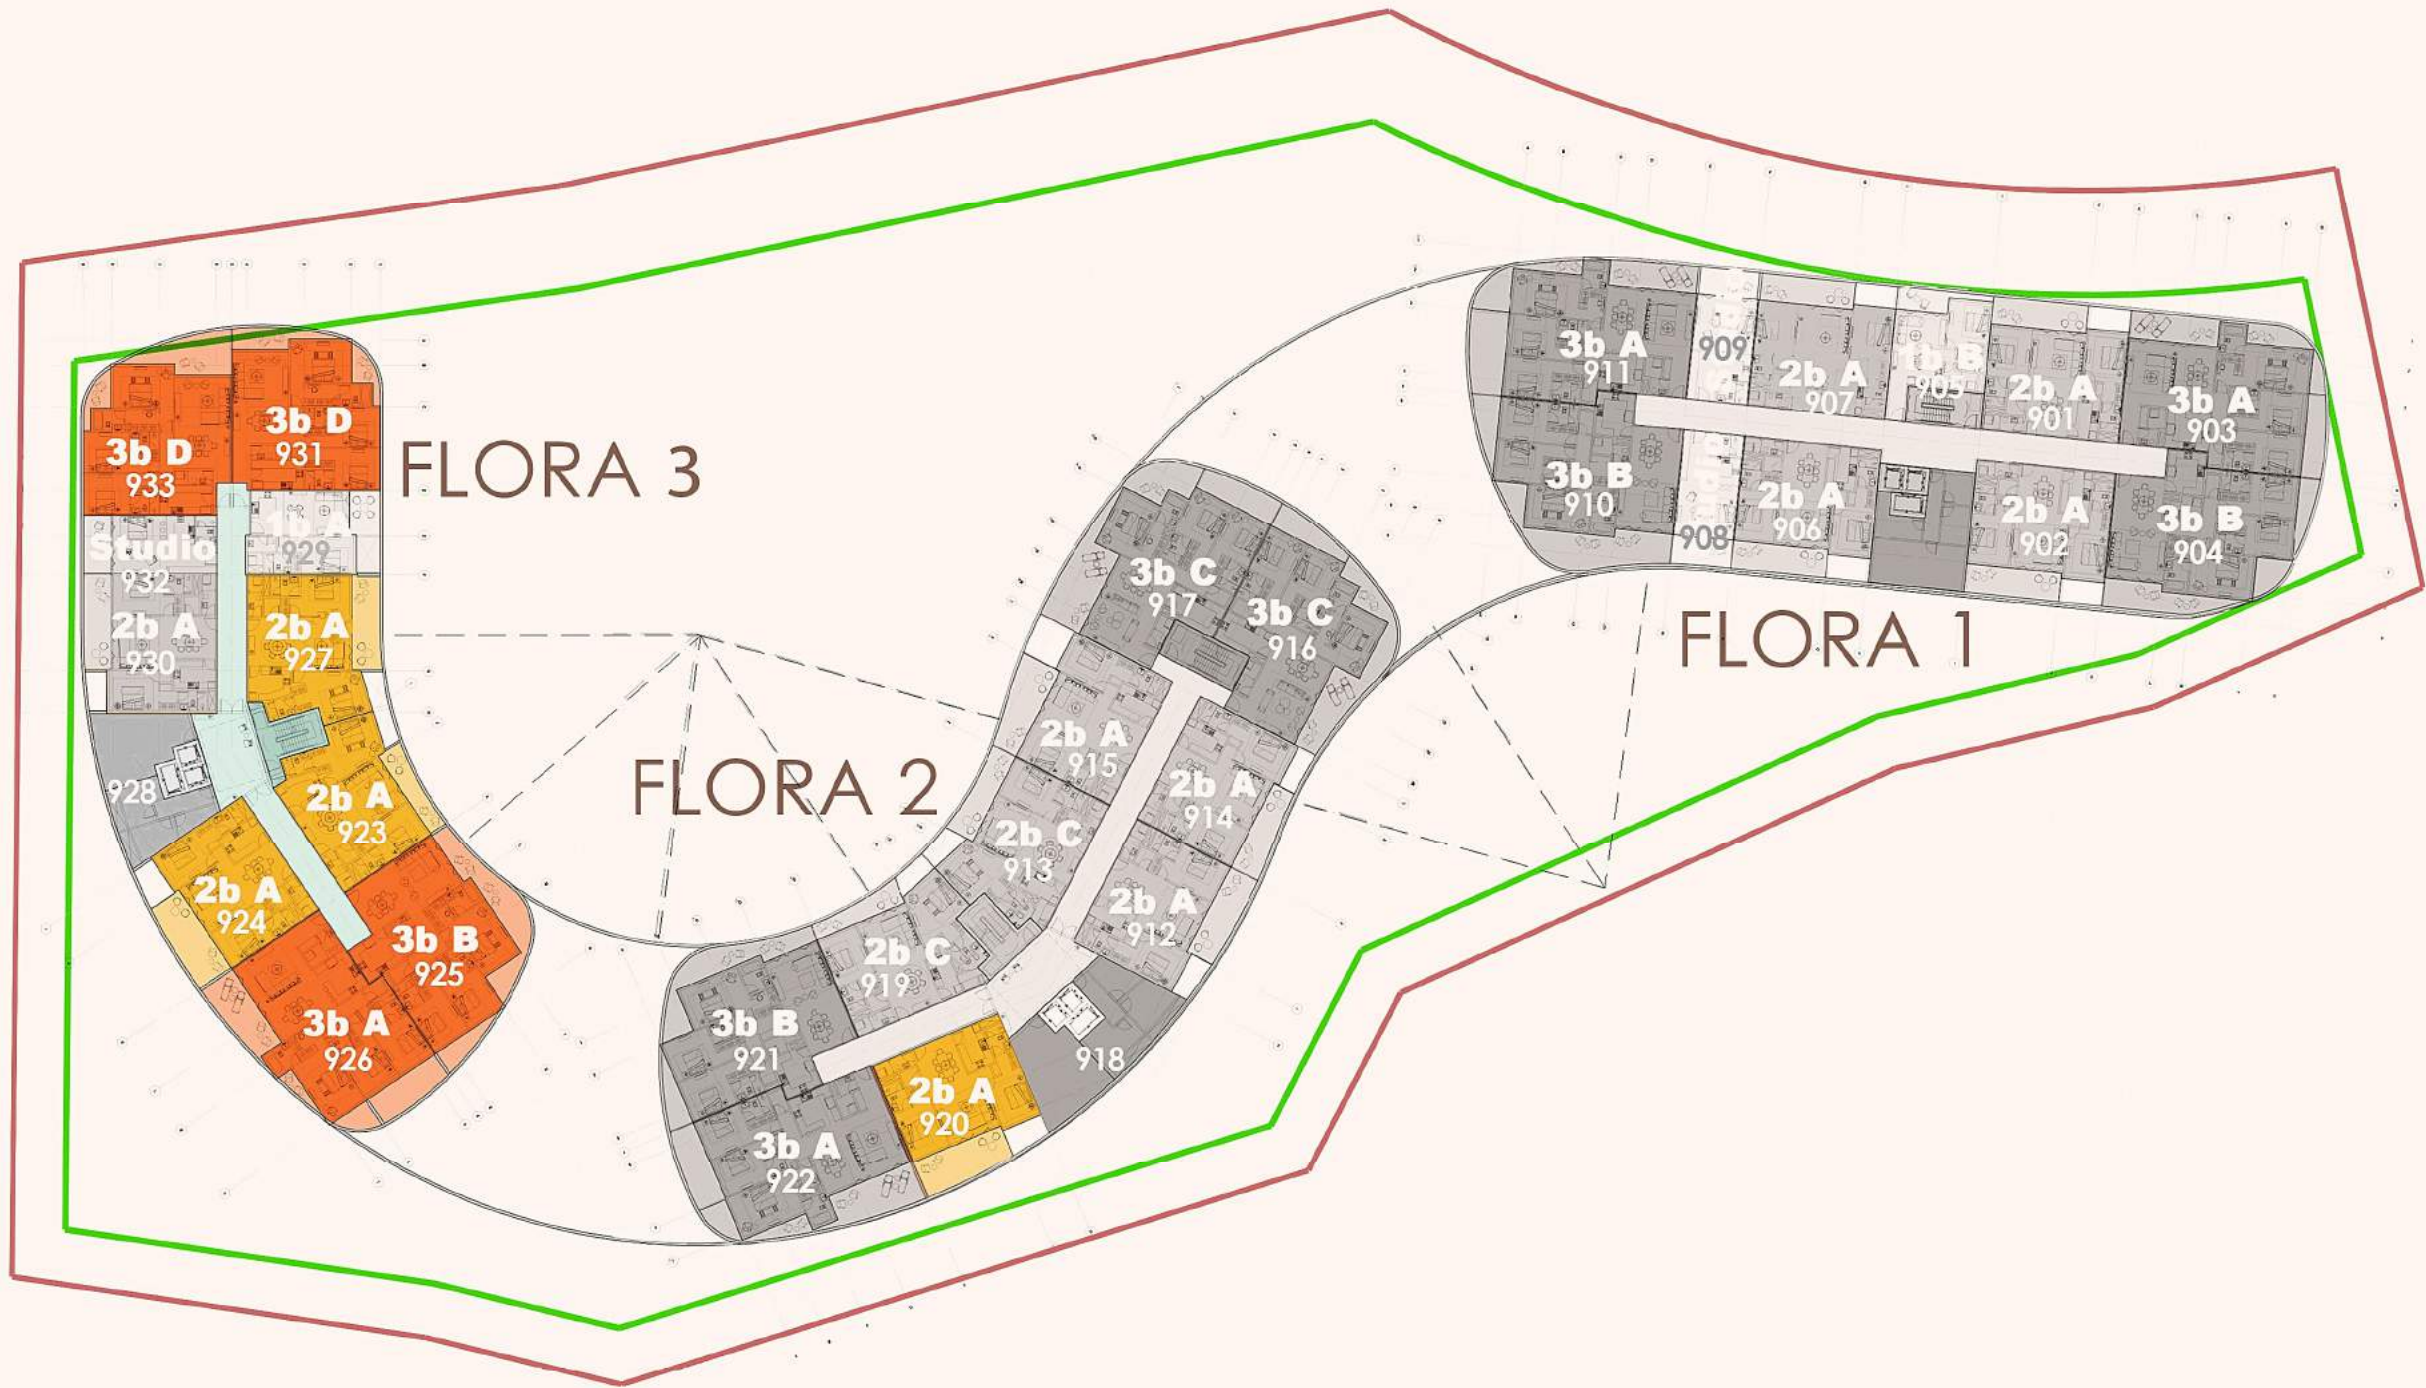 FLORA 3
3b D
931
3b D
933
1b A
929
Studio
932
2b A
930
2b A
927
928
2b A
923
2b A
924
3b B
925
3b A
926
FLORA 2
3b C
917
3b C
916
2b A
915
2b A
914
2b C
913
2b A
912
2b C
919
918
3b B
921
2b A
920
3b A
922
FLORA 1
3b A
911
909
2b A
907
1b B
905
2b A
901
3b A
903
3b B
910
908
2b A
906
2b A
902
3b B
904